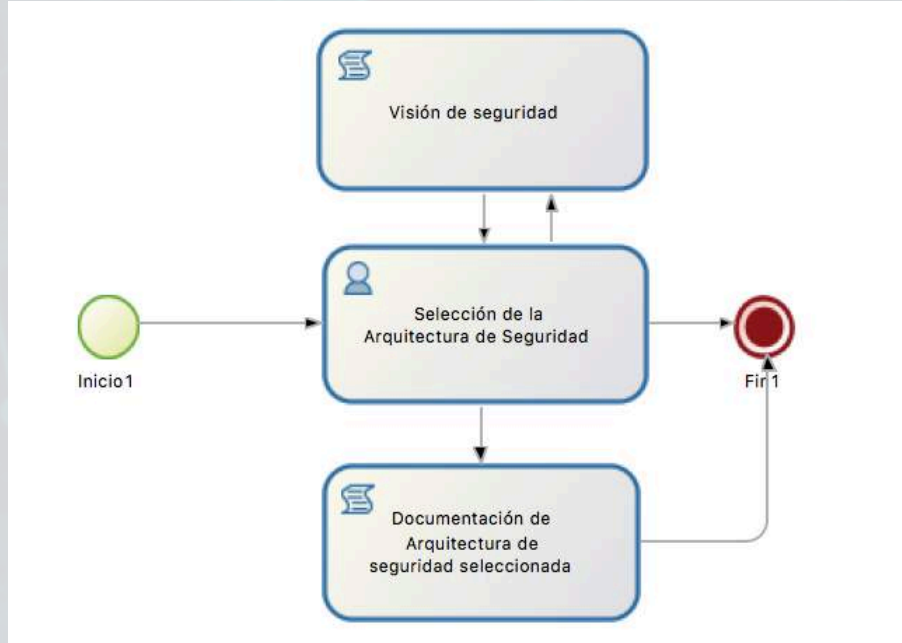 Visión de seguridad
Selección de la
Arquitectura de Seguridad
Inicio1
Fin1
Documentación de
Arquitectura de
seguridad seleccionada